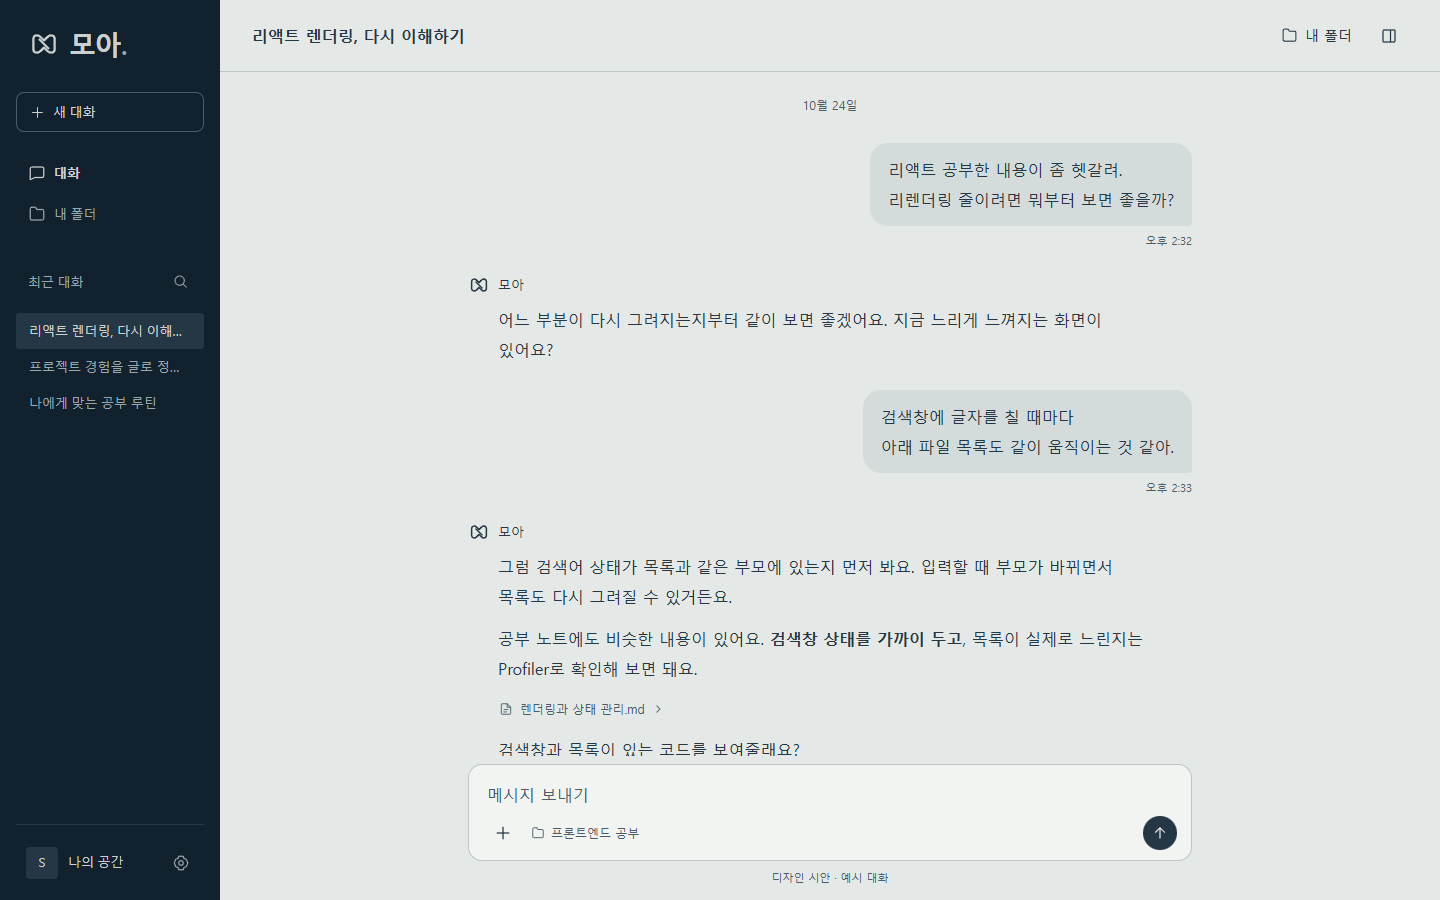 모아.
새 대화
대화
내 폴더
최근 대화
리액트 렌더링, 다시 이해...
프로젝트 경험을 글로 정...
나에게 맞는 공부 루틴
S 나의 공간
리액트 렌더링, 다시 이해하기
내 폴더
10월 24일
리액트 공부한 내용이 좀 헷갈려.
리렌더링 줄이려면 뭐부터 보면 좋을까?
오후 2:32
모아
어느 부분이 다시 그려지는지부터 같이 보면 좋겠어요. 지금 느리게 느껴지는 화면이
있어요?
검색창에 글자를 칠 때마다
아래 파일 목록도 같이 움직이는 것 같아.
오후 2:33
모아
그럼 검색어 상태가 목록과 같은 부모에 있는지 먼저 봐요. 입력할 때 부모가 바뀌면서
목록도 다시 그려질 수 있거든요.
공부 노트에도 비슷한 내용이 있어요. 검색창 상태를 가까이 두고, 목록이 실제로 느린지는
Profiler로 확인해 보면 돼요.
렌더링과 상태 관리.md
검색창과 목록이 있는 코드를 보여줄래요?
메시지 보내기
프론트엔드 공부
디자인 시안 · 예시 대화